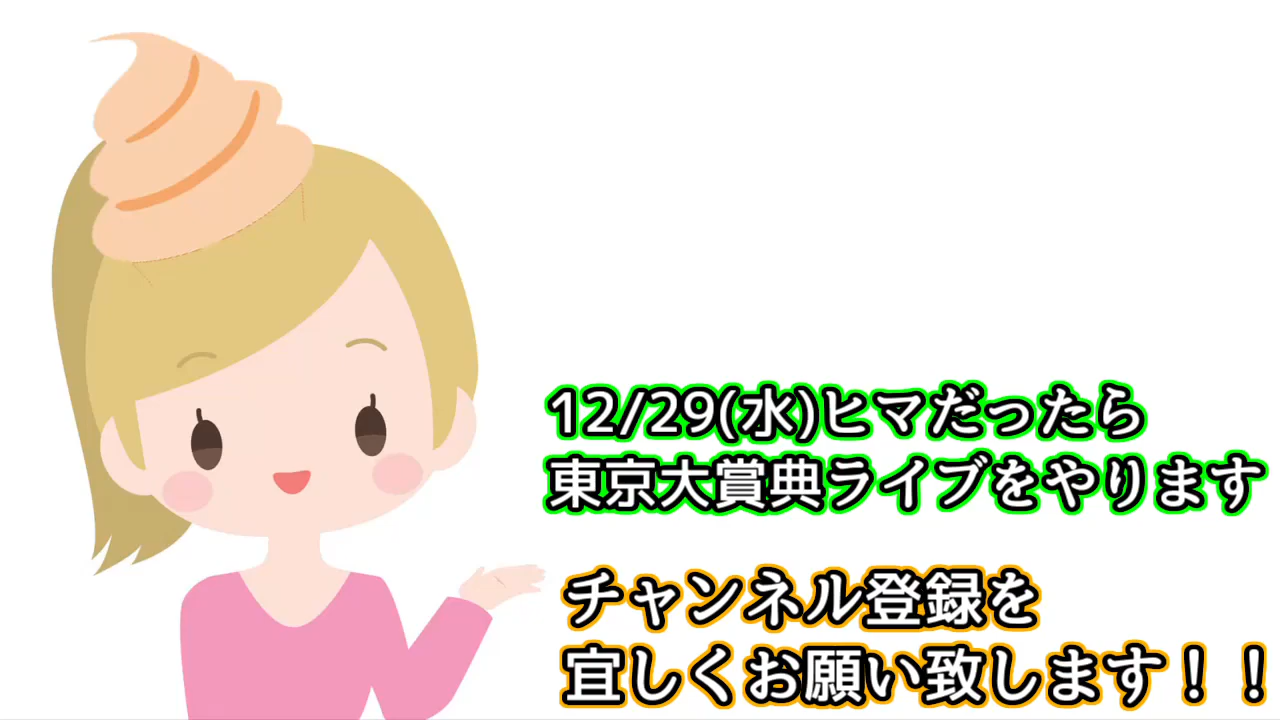 12/29(水)ヒマだったら
東京大賞典ライブをやります
チャンネル登録を
宜しくお願い致します！！